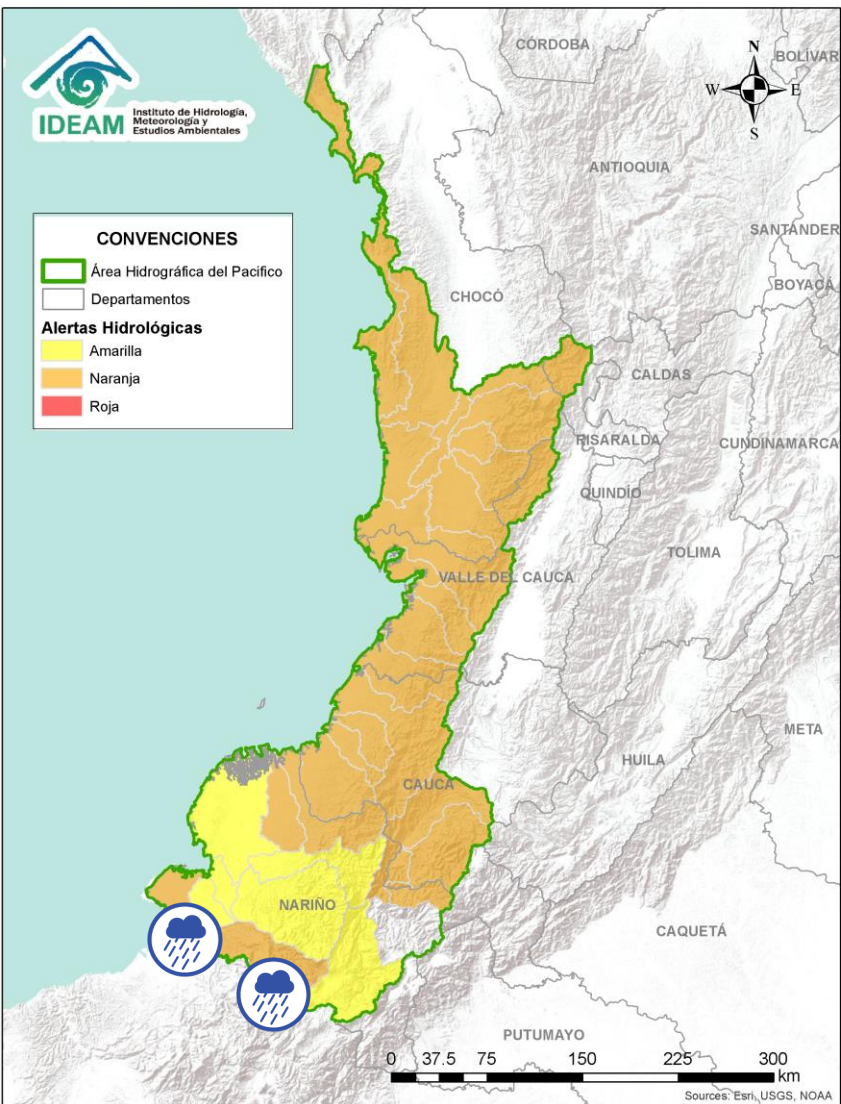 IDEAM
Instituto de Hidrología,
Meteorología y
Estudios Ambientales
CÓRDOBA
BOLÍVAR
N
W
E
S
ANTIOQUIA
SANTANDER
BOYACÁ
CONVENCIONES
Área Hidrográfica del Pacifico
Departamentos
Alertas Hidrológicas
Amarilla
Naranja
Roja
CHOCÓ
CALDAS
RISARALDA
CUNDINAMARCA
QUINDÍO
TOLIMA
VALLE DEL CAUCA
META
HUILA
CAUCA
NARIÑO
CAQUETÁ
PUTUMAYO
0 37.5 75 150 225 300
km
Sources: Esri, USGS, NOAA